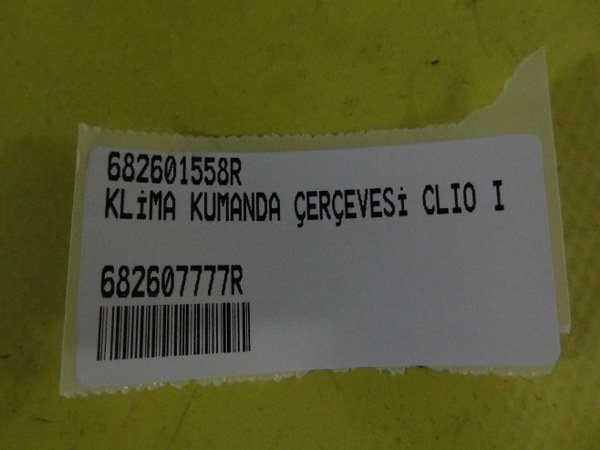 682601558R
KLİMA KUMANDA ÇERÇEVESİ CLIO I
682607777R